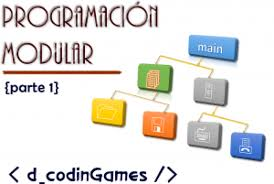 PROGRAMACIÓN
MODULAR
main
{parte 1}
< d_codinGames />